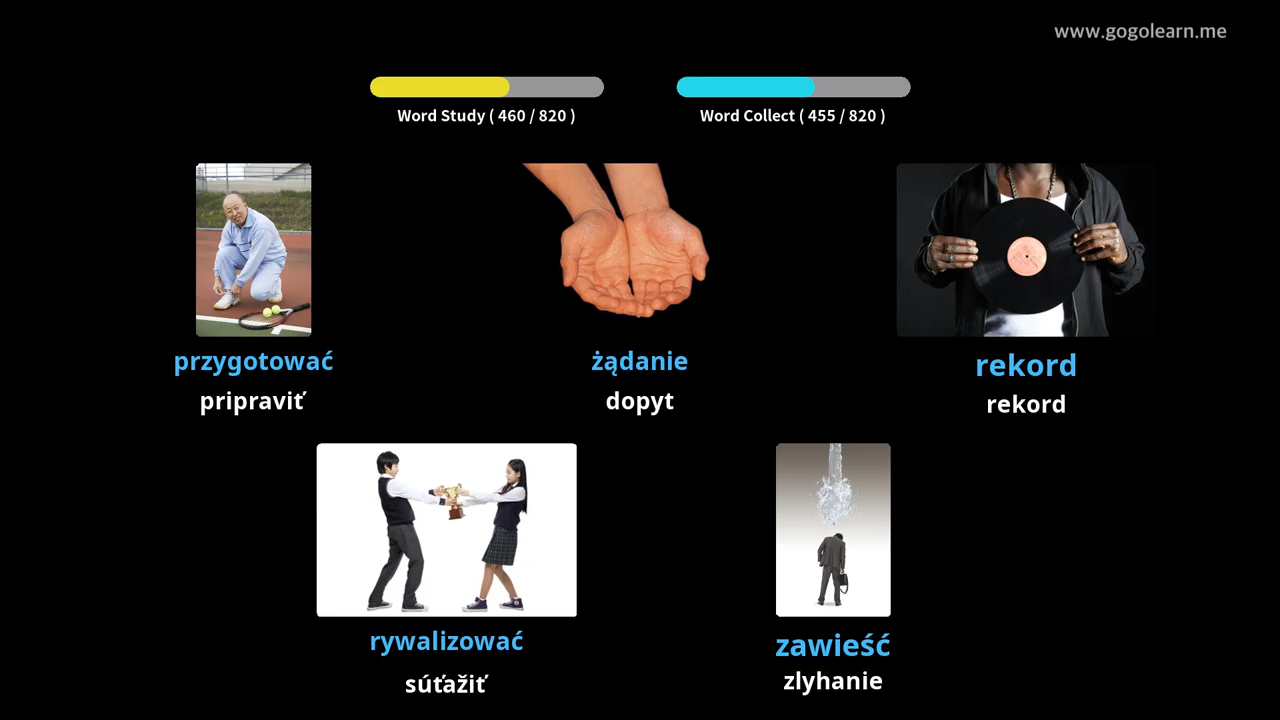 www.gogolearn.me
Word Study ( 460 / 820 )
Word Collect ( 455 / 820 )
przygotować
pripraviť
żądanie
dopyt
rekord
rekord
rywalizować
súťažiť
zawieść
zlyhanie